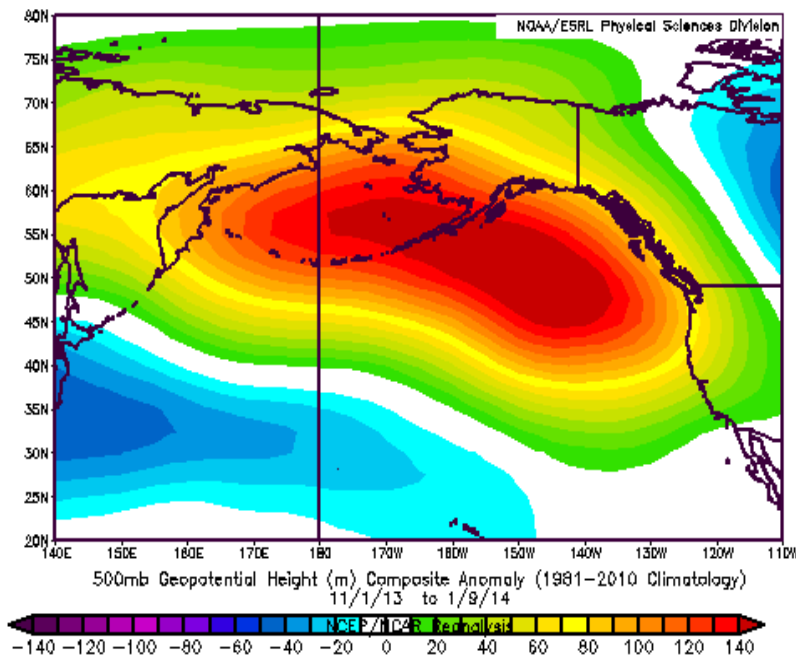 80N
NOAA/ESRL Physical Sciences Division
75N
70N
65N
60N
55N
50N
45N
40N
35N
30N
25N
20N
140E 150E 160E 170E 180 170W 160W 150W 140W 130W 120W 110W
500mb Geopotential Height (m) Composite Anomaly (1981-2010 Climatology)
11/1/13 to 1/9/14
NCEP/NCAR Reanalysis
-140 -120 -100 -80 -60 -40 -20 0 20 40 60 80 100 120 140